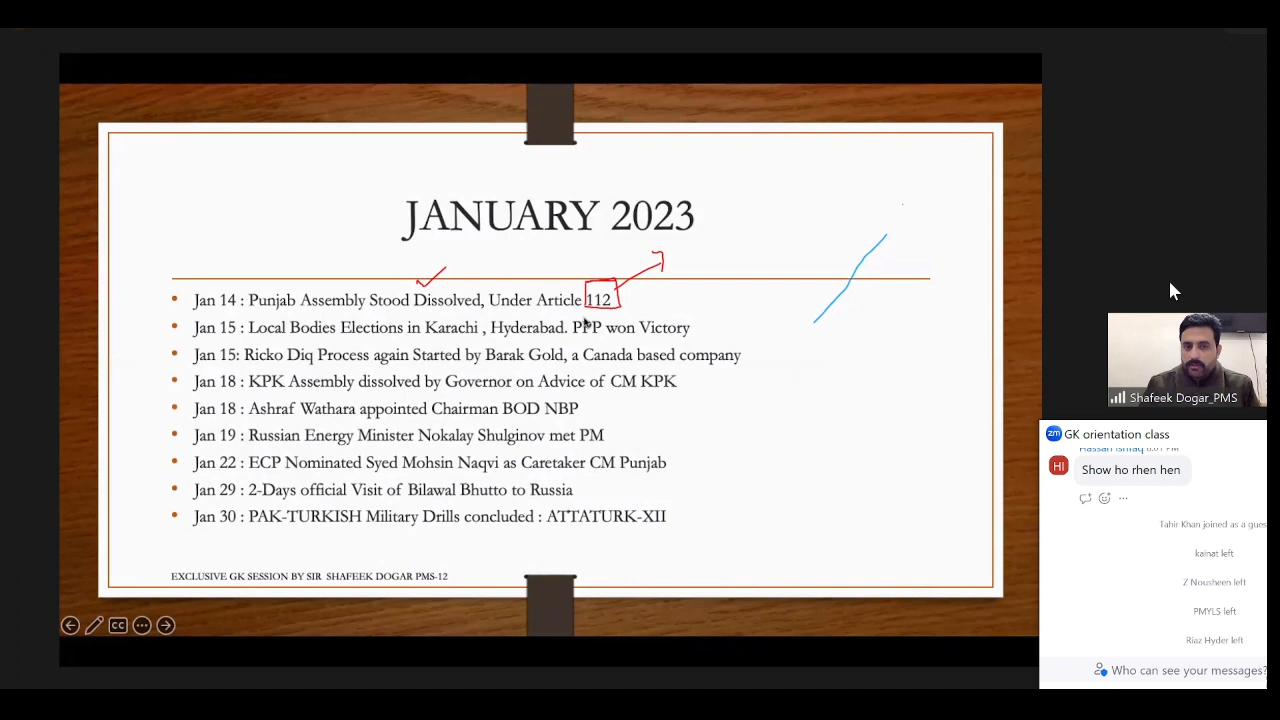 JANUARY 2023
• Jan 14 : Punjab Assembly Stood Dissolved, Under Article 112
• Jan 15 : Local Bodies Elections in Karachi , Hyderabad. PPP won Victory
• Jan 15: Ricko Diq Process again Started by Barak Gold, a Canada based company
• Jan 18 : KPK Assembly dissolved by Governor on Advice of CM KPK
• Jan 18 : Ashraf Wathara appointed Chairman BOD NBP
• Jan 19 : Russian Energy Minister Nokalay Shulginov met PM
• Jan 22 : ECP Nominated Syed Mohsin Naqvi as Caretaker CM Punjab
• Jan 29 : 2-Days official Visit of Bilawal Bhutto to Russia
• Jan 30 : PAK-TURKISH Military Drills concluded : ATTATURK-XII
EXCLUSIVE GK SESSION BY SIR SHAFEEK DOGAR PMS-12
CC
Shafeek Dogar_PMS
zm GK orientation class
HI
Show ho rhen hen
Tahir Khan joined as a gues
kainat left
Z Nousheen left
PMYLS left
Riaz Hyder left
Who can see your messages?